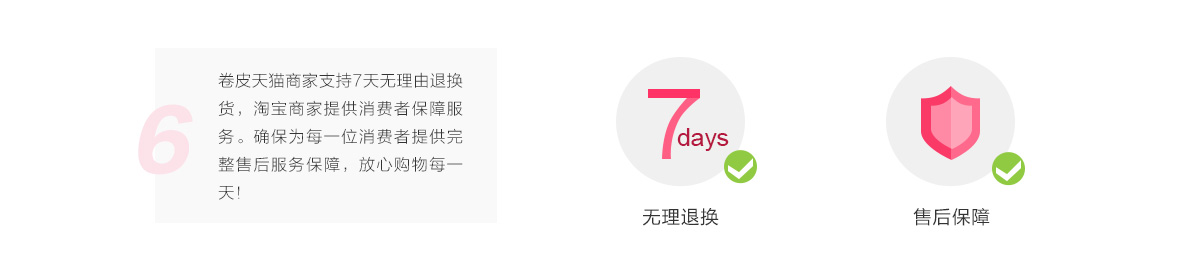 6
卷皮天猫商家支持7天无理由退换
货，淘宝商家提供消费者保障服
务。确保为每一位消费者提供完
整售后服务保障，放心购物每一
天!
7
days
无理退换
售后保障